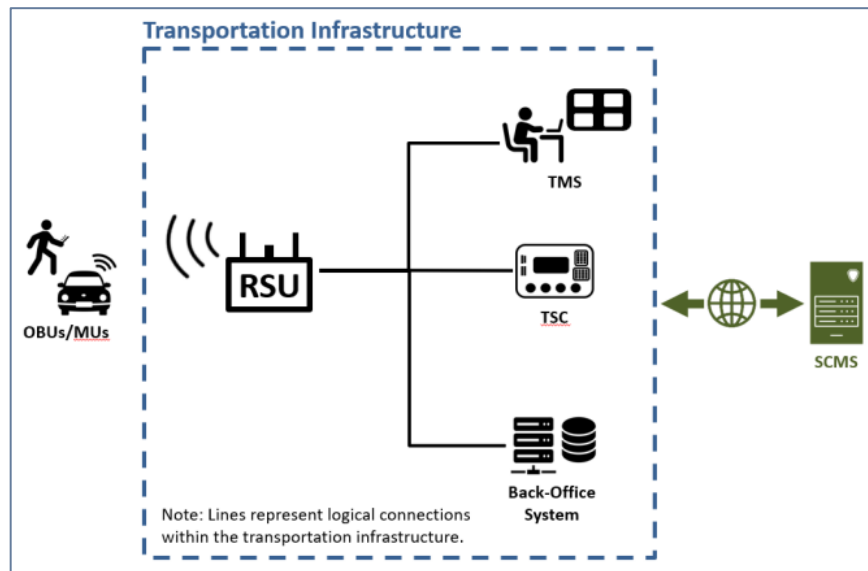 Transportation Infrastructure
TMS
RSU
OBUs/MUs
TSC
SCMS
Back-Office
System
Note: Lines represent logical connections
within the transportation infrastructure.